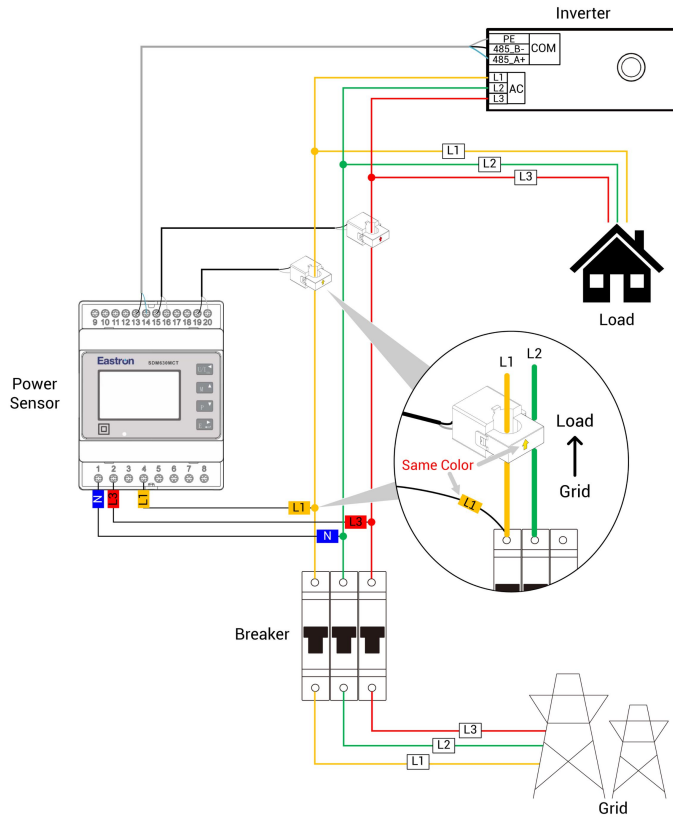 Inverter
PE
485_B-
485_A+
COM
L1
L2
L3
AC
L1
L2
L3
Load
9 10 11 12 13 14 15 16 17 18 19 20
Eastron
SDM630MCT
Power
Sensor
1 2 3 4 5 6 7 8
N
L3
L1
L1
L3
N
L1
L2
Load
Grid
Same Color
L1
Breaker
L3
L2
L1
Grid